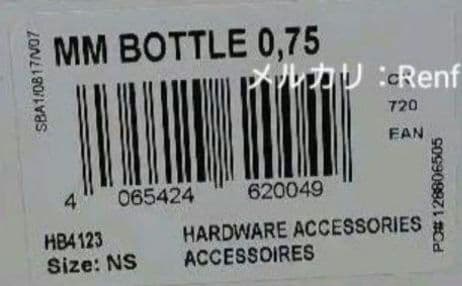 SBA1/0817/V07
MM BOTTLE 0,75
メルカリ：Renf
720
EAN
4 065424 620049
PO# 128806505
HB4123
HARDWARE ACCESSORIES
Size: NS
ACCESSOIRES